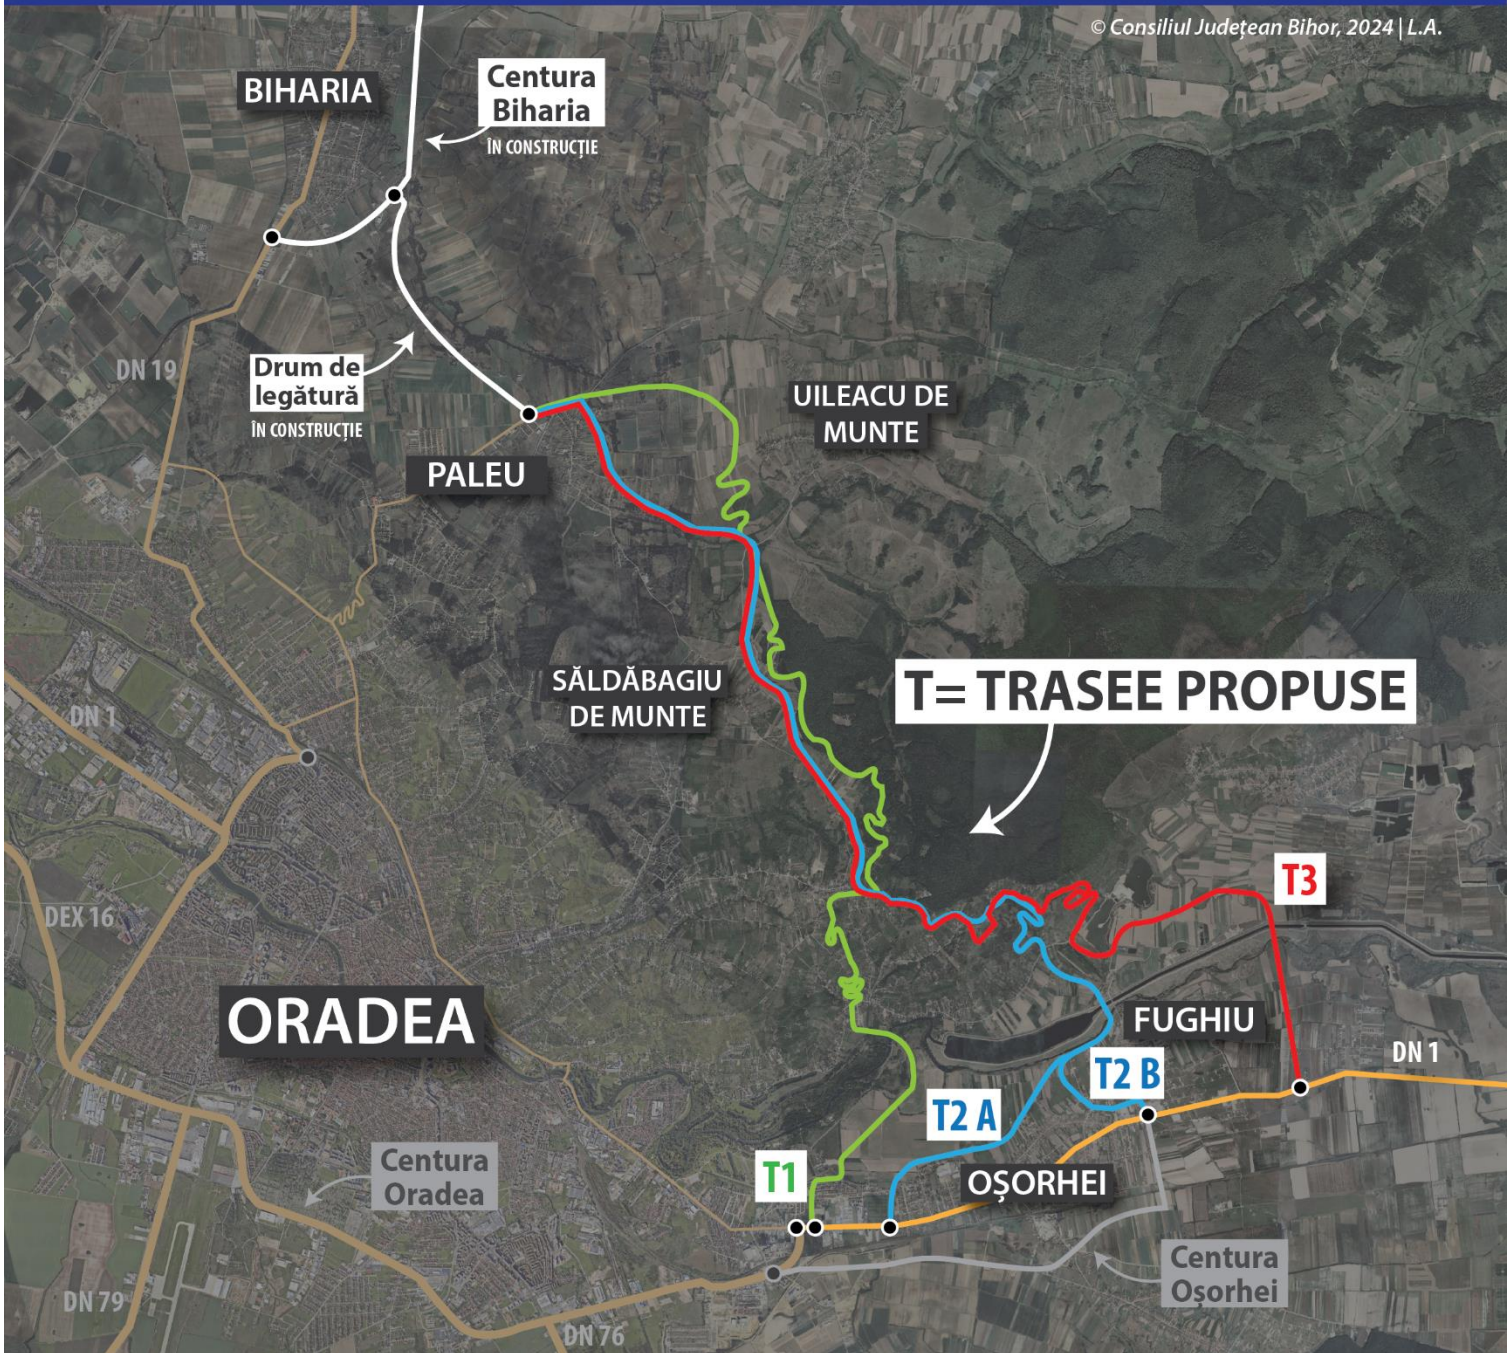 © Consiliul Județean Bihor, 2024 | L.A.
BIHARIA
Centura
Biharia
ÎN CONSTRUCȚIE
DN 19
Drum de
legătură
ÎN CONSTRUCȚIE
UILEACU DE
MUNTE
PALEU
SĂLDĂBAGIU
DE MUNTE
T= TRASEE PROPUSE
DN 1
T3
DEX 16
ORADEA
FUGHIU
DN 1
T2 B
T2 A
Centura
Oradea
T1
OȘORHEI
Centura
Oșorhei
DN 79
DN 76